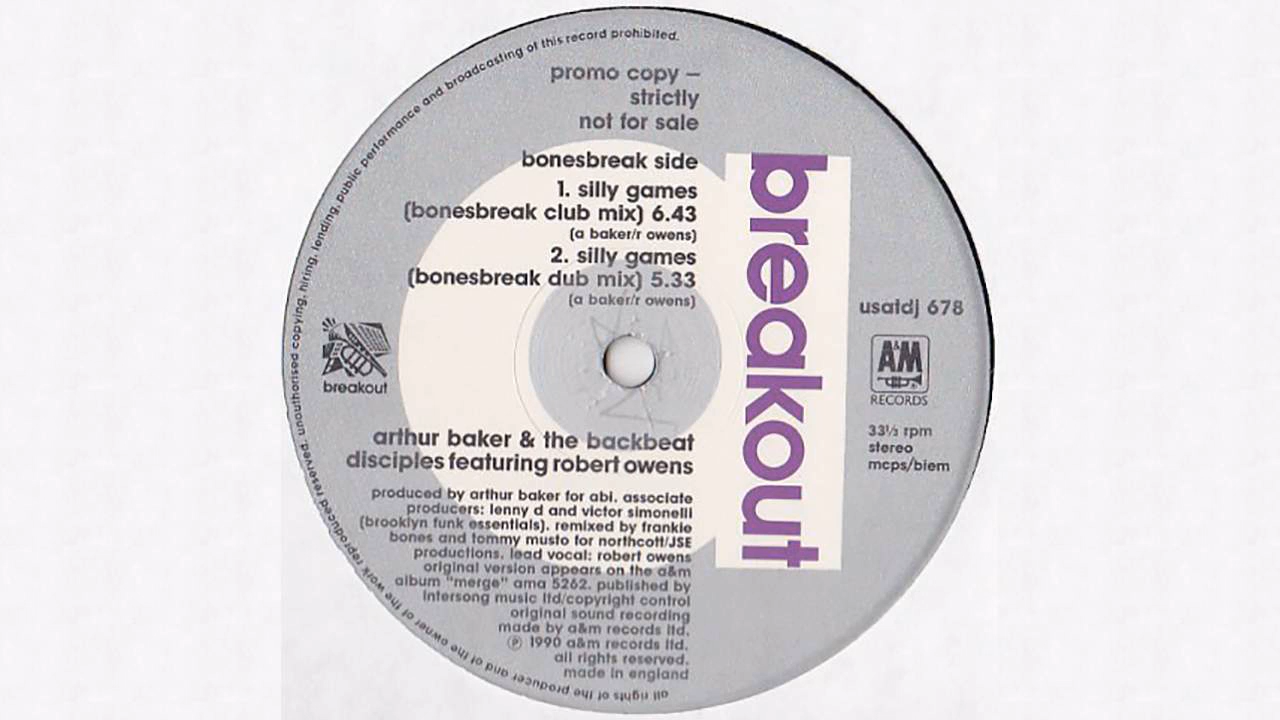 all rights of the producer and of the owner of the work reproduced reserved. unauthorised copying, hiring, lending, public performance and broadcasting of this record prohibited.
promo copy –
strictly
not for sale
bonesbreak side
1. silly games
(bonesbreak club mix) 6.43
(a baker/r owens)
2. silly games
(bonesbreak dub mix) 5.33
(a baker/r owens)
breakout
usatdj 678
A&M
RECORDS
33⅓ rpm
stereo
mcps/biem
breakout
arthur baker & the backbeat
disciples featuring robert owens
produced by arthur baker for abi. associate
producers: lenny d and victor simonelli
(brooklyn funk essentials). remixed by frankie
bones and tommy musto for northcott/JSE
productions. lead vocal: robert owens
original version appears on the a&m
album "merge" ama 5262. published by
intersong music ltd/copyright control
original sound recording
made by a&m records ltd.
℗ 1990 a&m records ltd.
all rights reserved.
made in england